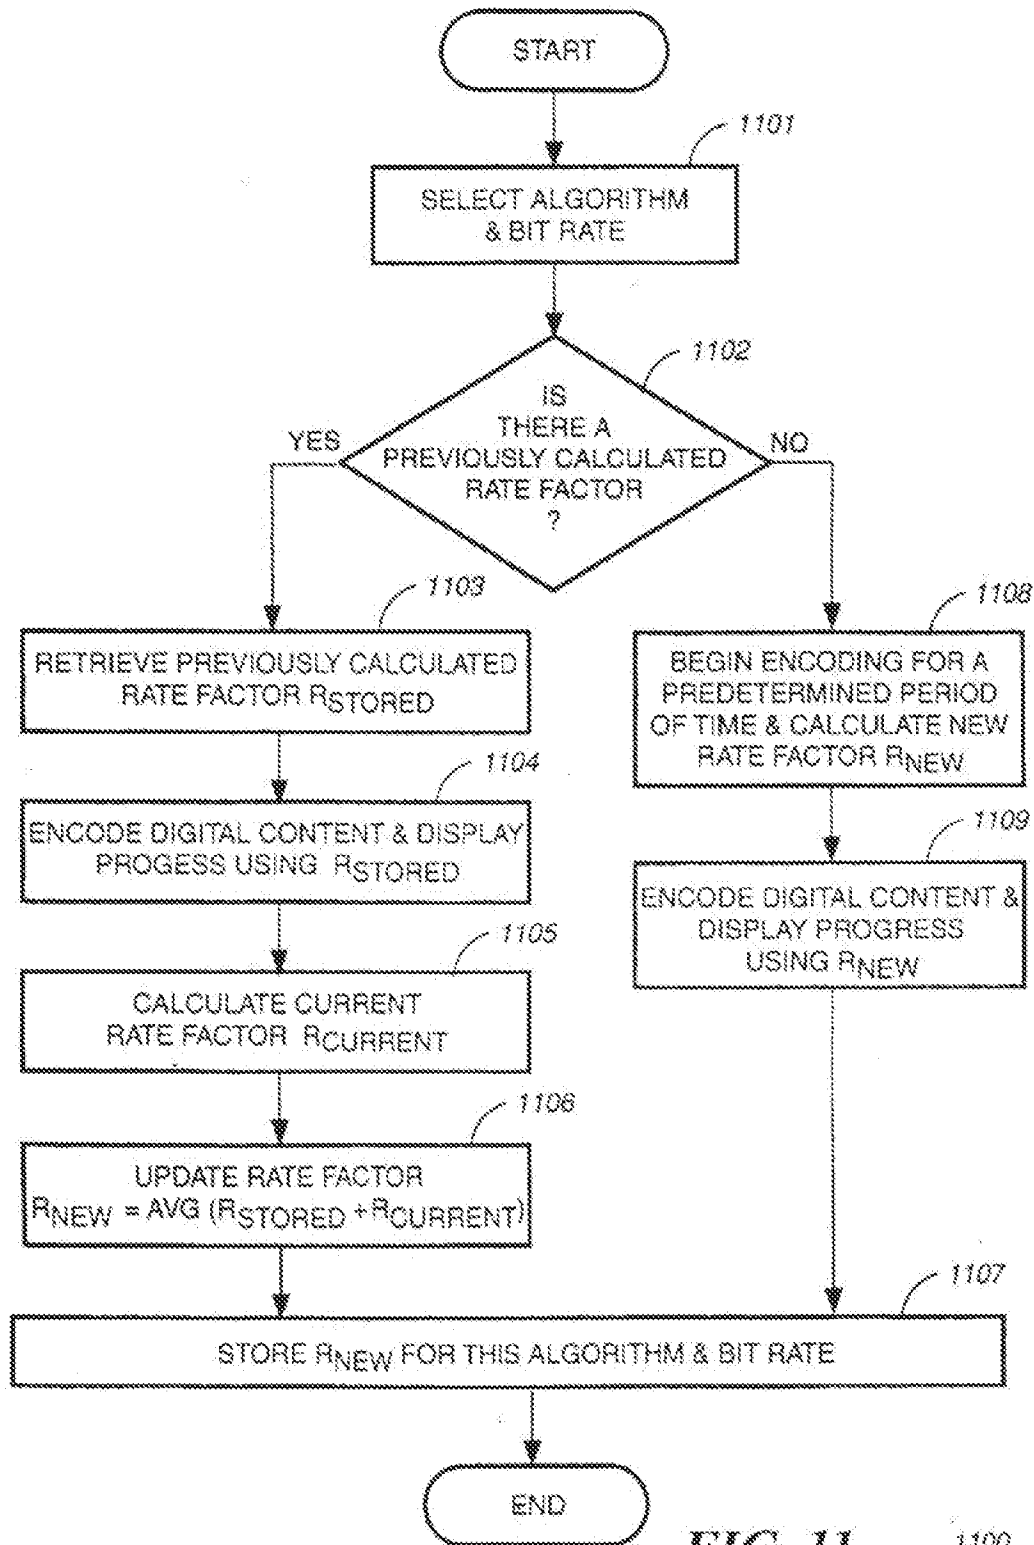 START
1101
SELECT ALGORITHM
& BIT RATE
1102
IS
THERE A
PREVIOUSLY CALCULATED
RATE FACTOR
?
YES
NO
1103
RETRIEVE PREVIOUSLY CALCULATED
RATE FACTOR RSTORED
1104
ENCODE DIGITAL CONTENT & DISPLAY
PROGESS USING RSTORED
1105
CALCULATE CURRENT
RATE FACTOR RCURRENT
1106
UPDATE RATE FACTOR
RNEW = AVG (RSTORED +RCURRENT)
1108
BEGIN ENCODING FOR A
PREDETERMINED PERIOD
OF TIME & CALCULATE NEW
RATE FACTOR RNEW
1109
ENCODE DIGITAL CONTENT &
DISPLAY PROGRESS
USING RNEW
1107
STORE RNEW FOR THIS ALGORITHM & BIT RATE
END
FIG. 11
1100